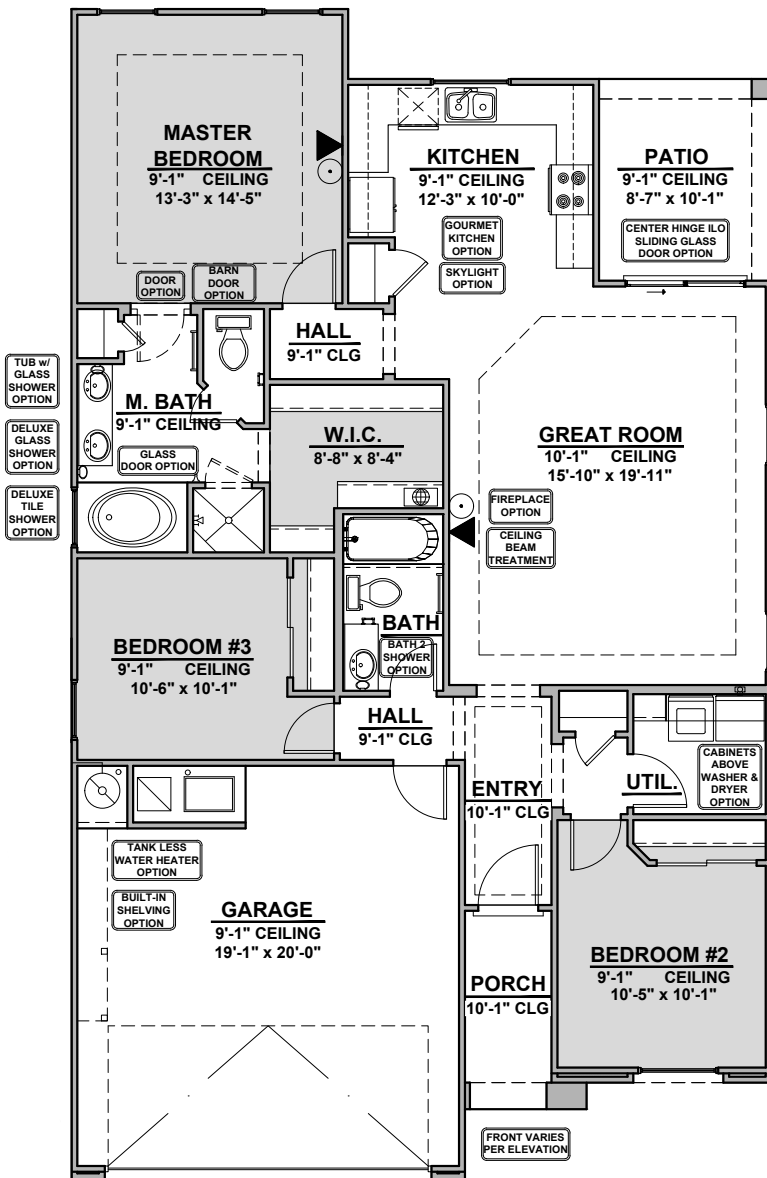 MASTER
BEDROOM
9'-1" CEILING
13'-3" x 14'-5"
KITCHEN
9'-1" CEILING
12'-3" x 10'-0"
PATIO
9'-1" CEILING
8'-7" x 10'-1"
GOURMET
KITCHEN
OPTION
SKYLIGHT
OPTION
CENTER HINGE ILO
SLIDING GLASS
DOOR OPTION
DOOR
OPTION
BARN
DOOR
OPTION
HALL
9'-1" CLG
TUB w/
GLASS
SHOWER
OPTION
DELUXE
GLASS
SHOWER
OPTION
DELUXE
TILE
SHOWER
OPTION
M. BATH
9'-1" CEILING
GLASS
DOOR OPTION
W.I.C.
8'-8" x 8'-4"
GREAT ROOM
10'-1" CEILING
15'-10" x 19'-11"
FIREPLACE
OPTION
CEILING
BEAM
TREATMENT
BATH
BATH 2
SHOWER
OPTION
BEDROOM #3
9'-1" CEILING
10'-6" x 10'-1"
HALL
9'-1" CLG
ENTRY
10'-1" CLG
UTIL.
CABINETS
ABOVE
WASHER &
DRYER
OPTION
TANK LESS
WATER HEATER
OPTION
BUILT-IN
SHELVING
OPTION
GARAGE
9'-1" CEILING
19'-1" x 20'-0"
PORCH
10'-1" CLG
BEDROOM #2
9'-1" CEILING
10'-5" x 10'-1"
FRONT VARIES
PER ELEVATION